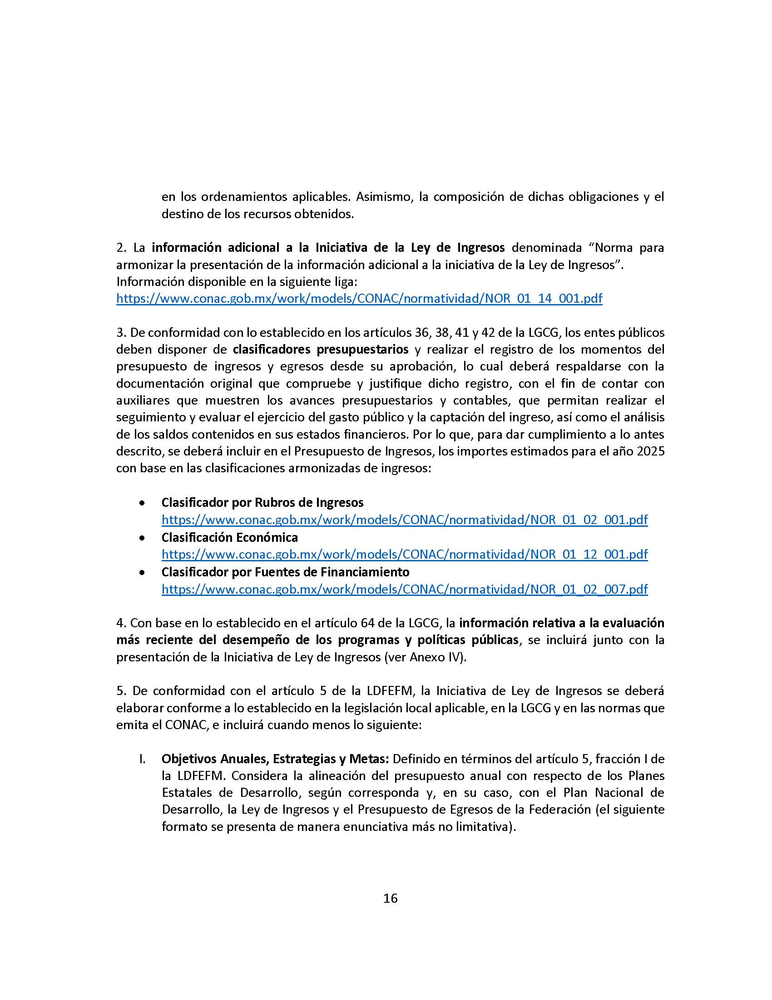 en los ordenamientos aplicables. Asimismo, la composición de dichas obligaciones y el
destino de los recursos obtenidos.
2. La información adicional a la Iniciativa de la Ley de Ingresos denominada “Norma para
armonizar la presentación de la información adicional a la iniciativa de la Ley de Ingresos”.
Información disponible en la siguiente liga:
https://www.conac.gob.mx/work/models/CONAC/normatividad/NOR_01_14_001.pdf
3. De conformidad con lo establecido en los artículos 36, 38, 41 y 42 de la LGCG, los entes públicos
deben disponer de clasificadores presupuestarios y realizar el registro de los momentos del
presupuesto de ingresos y egresos desde su aprobación, lo cual deberá respaldarse con la
documentación original que compruebe y justifique dicho registro, con el fin de contar con
auxiliares que muestren los avances presupuestarios y contables, que permitan realizar el
seguimiento y evaluar el ejercicio del gasto público y la captación del ingreso, así como el análisis
de los saldos contenidos en sus estados financieros. Por lo que, para dar cumplimiento a lo antes
descrito, se deberá incluir en el Presupuesto de Ingresos, los importes estimados para el año 2025
con base en las clasificaciones armonizadas de ingresos:
• Clasificador por Rubros de Ingresos
https://www.conac.gob.mx/work/models/CONAC/normatividad/NOR_01_02_001.pdf
• Clasificación Económica
https://www.conac.gob.mx/work/models/CONAC/normatividad/NOR_01_12_001.pdf
• Clasificador por Fuentes de Financiamiento
https://www.conac.gob.mx/work/models/CONAC/normatividad/NOR_01_02_007.pdf
4. Con base en lo establecido en el artículo 64 de la LGCG, la información relativa a la evaluación
más reciente del desempeño de los programas y políticas públicas, se incluirá junto con la
presentación de la Iniciativa de Ley de Ingresos (ver Anexo IV).
5. De conformidad con el artículo 5 de la LDFEFM, la Iniciativa de Ley de Ingresos se deberá
elaborar conforme a lo establecido en la legislación local aplicable, en la LGCG y en las normas que
emita el CONAC, e incluirá cuando menos lo siguiente:
I. Objetivos Anuales, Estrategias y Metas: Definido en términos del artículo 5, fracción I de
la LDFEFM. Considera la alineación del presupuesto anual con respecto de los Planes
Estatales de Desarrollo, según corresponda y, en su caso, con el Plan Nacional de
Desarrollo, la Ley de Ingresos y el Presupuesto de Egresos de la Federación (el siguiente
formato se presenta de manera enunciativa más no limitativa).
16